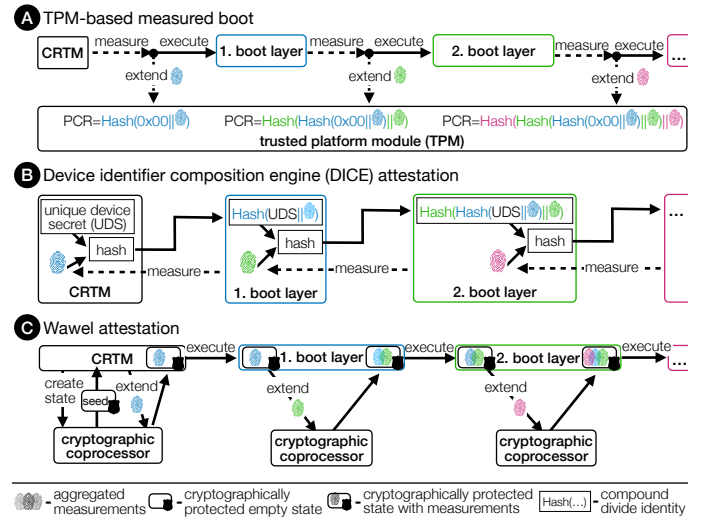 A TPM-based measured boot
CRTM
measure
execute
1. boot layer
measure
execute
2. boot layer
measure
execute
...
extend
extend
extend
PCR=Hash(0x00||)
PCR=Hash(Hash(0x00||)||)
PCR=Hash(Hash(Hash(0x00||)||)||)
trusted platform module (TPM)
B Device identifier composition engine (DICE) attestation
unique device
secret (UDS)
hash
CRTM
measure
Hash(UDS||)
hash
1. boot layer
measure
Hash(Hash(UDS||)||)
hash
2. boot layer
measure
...
C Wawel attestation
CRTM
execute
1. boot layer
execute
2. boot layer
execute
...
create
state
seed
extend
extend
extend
cryptographic
coprocessor
cryptographic
coprocessor
cryptographic
coprocessor
-aggregated
measurements
-cryptographically
protected empty state
-cryptographically protected
state with measurements
Hash(...)
-compound
divide identity